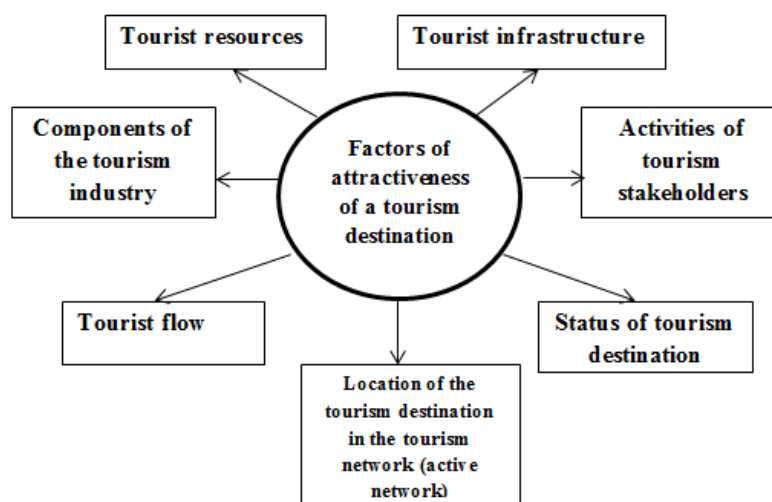 Tourist resources
Tourist infrastructure
Components of
the tourism
industry
Factors of
attractiveness
of a tourism
destination
Activities of
tourism
stakeholders
Tourist flow
Status of tourism
destination
Location of the
tourism destination
in the tourism
network (active
network)